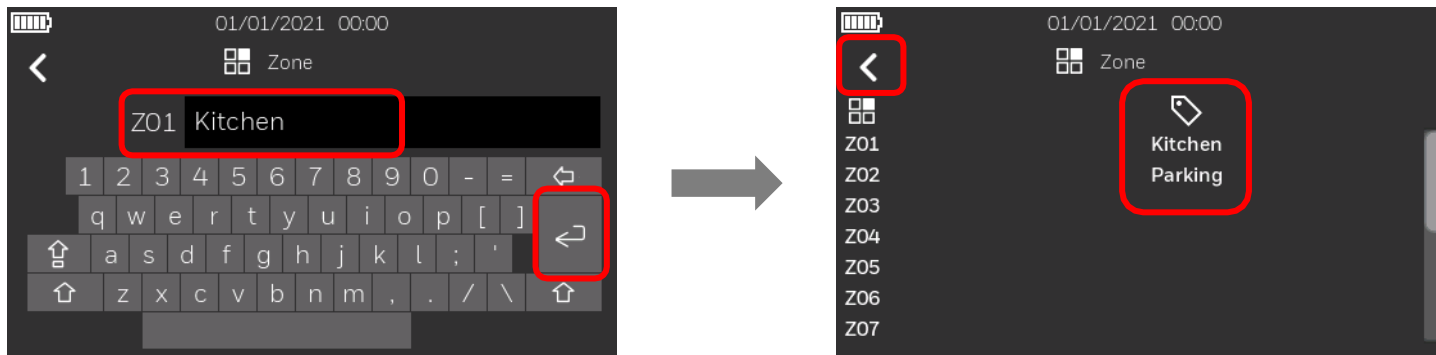 01/01/2021 00:00
Zone
Z01 Kitchen
1 2 3 4 5 6 7 8 9 0 - =
q w e r t y u i o p [ ]
a s d f g h j k l ; '
z x c v b n m , . / \
01/01/2021 00:00
Zone
Z01 Kitchen
Z02 Parking
Z03
Z04
Z05
Z06
Z07